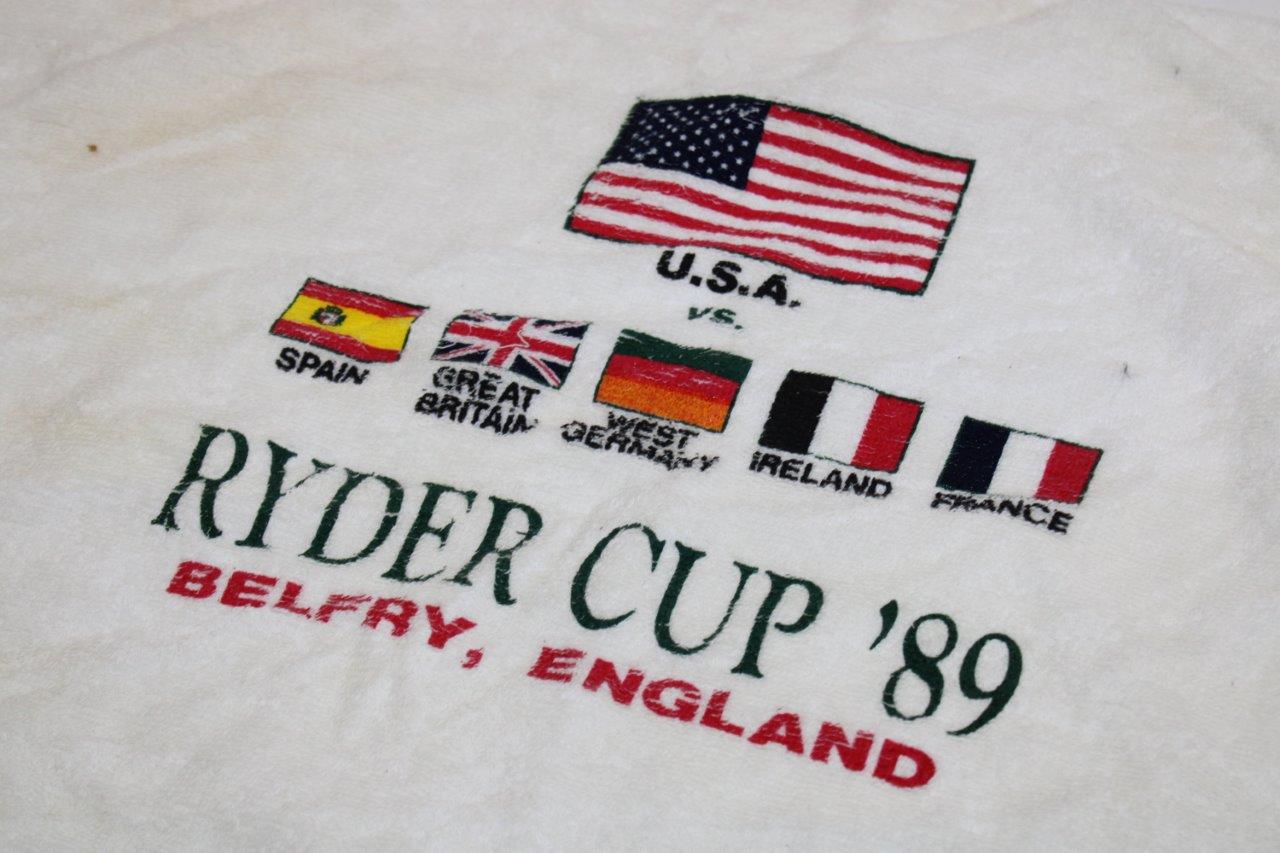 U.S.A.
vs.
SPAIN
GREAT
BRITAIN
WEST
GERMANY
IRELAND
FRANCE
RYDER CUP '89
BELFRY, ENGLAND